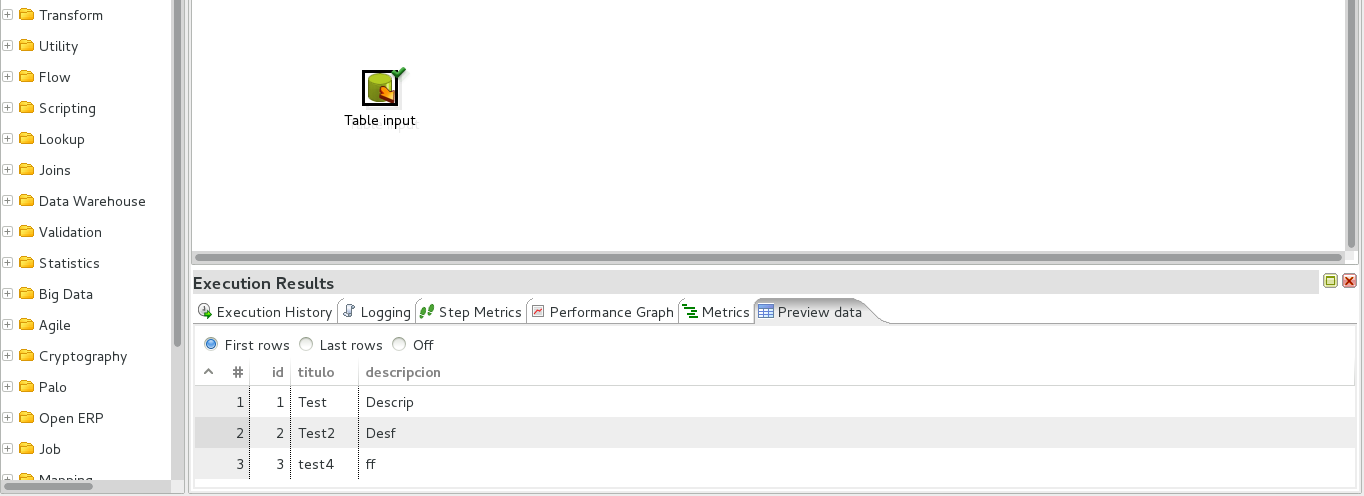 Transform
Utility
Flow
Scripting
Lookup
Joins
Data Warehouse
Validation
Statistics
Big Data
Agile
Cryptography
Palo
Open ERP
Job
Mapping
Table input
Execution Results
Execution History Logging Step Metrics Performance Graph Metrics Preview data
First rows Last rows Off
# id titulo descripcion
1 1 Test Descrip
2 2 Test2 Desf
3 3 test4 ff